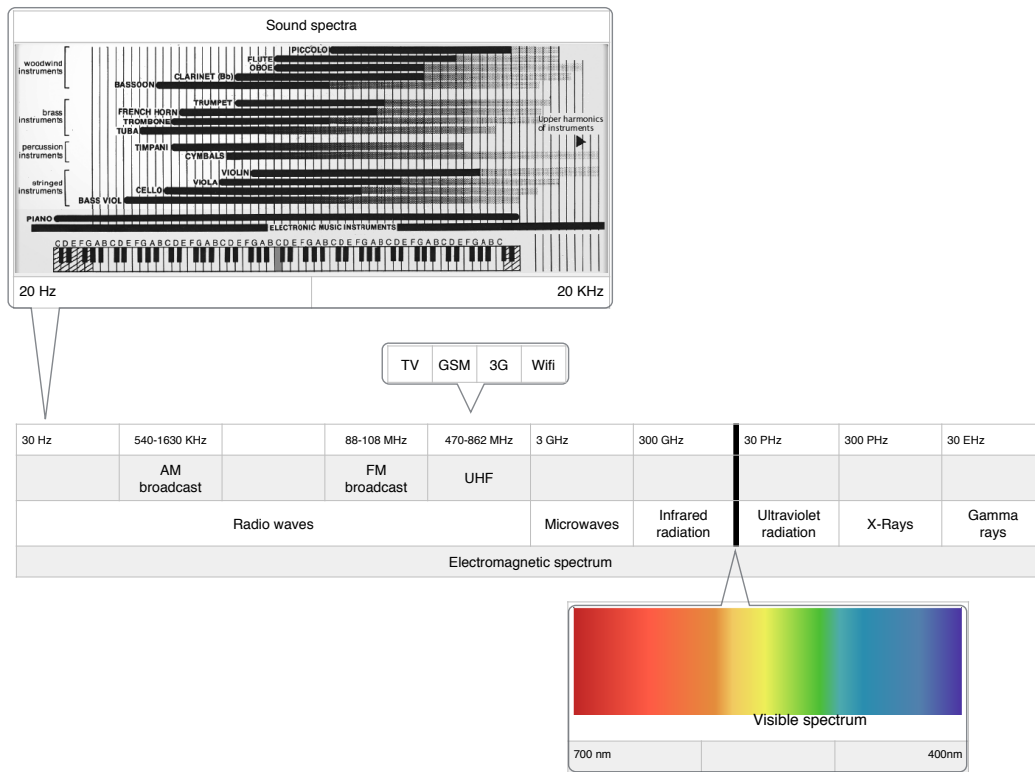 Sound spectra
woodwind
instruments
PICCOLO
FLUTE
OBOE
CLARINET (Bb)
BASSOON
brass
instruments
TRUMPET
FRENCH HORN
TROMBONE
TUBA
Upper harmonics
of instruments
percussion
instruments
TIMPANI
CYMBALS
stringed
instruments
VIOLIN
VIOLA
CELLO
BASS VIOL
PIANO
ELECTRONIC MUSIC INSTRUMENTS
C D E F G A B C D E F G A B C D E F G A B C D E F G A B C D E F G A B C D E F G A B C D E F G A B C
20 Hz 20 KHz
TV GSM 3G Wifi
30 Hz 540-1630 KHz 88-108 MHz 470-862 MHz 3 GHz 300 GHz 30 PHz 300 PHz 30 EHz
AM
broadcast
FM
broadcast
UHF
Radio waves
Microwaves
Infrared
radiation
Ultraviolet
radiation
X-Rays
Gamma
rays
Electromagnetic spectrum
Visible spectrum
700 nm 400nm